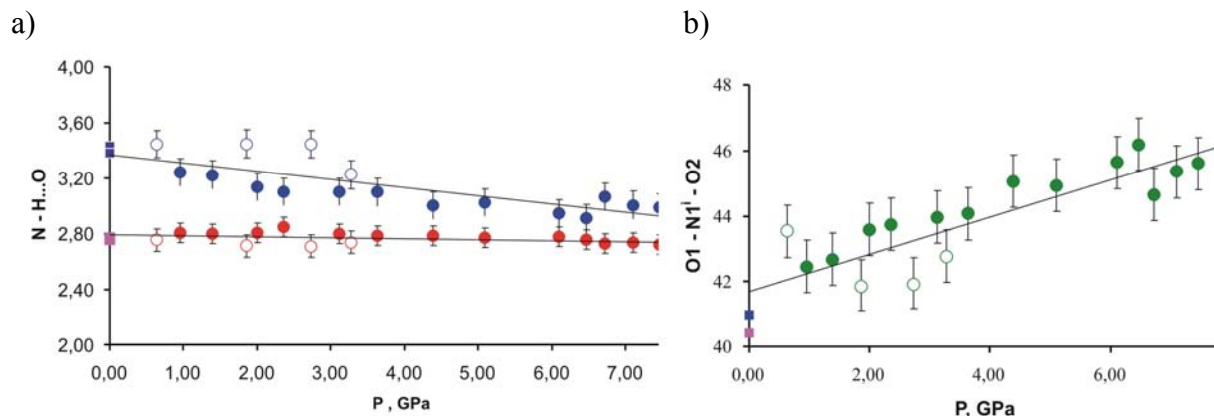 a)
4,00
3,60
3,20
2,80
2,40
2,00
N - H...O
0,00 1,00 2,00 3,00 4,00 5,00 6,00 7,00
P , GPa
b)
48
46
44
42
40
O1 - N1ⁱ - O2
0,00 2,00 4,00 6,00
P, GPa